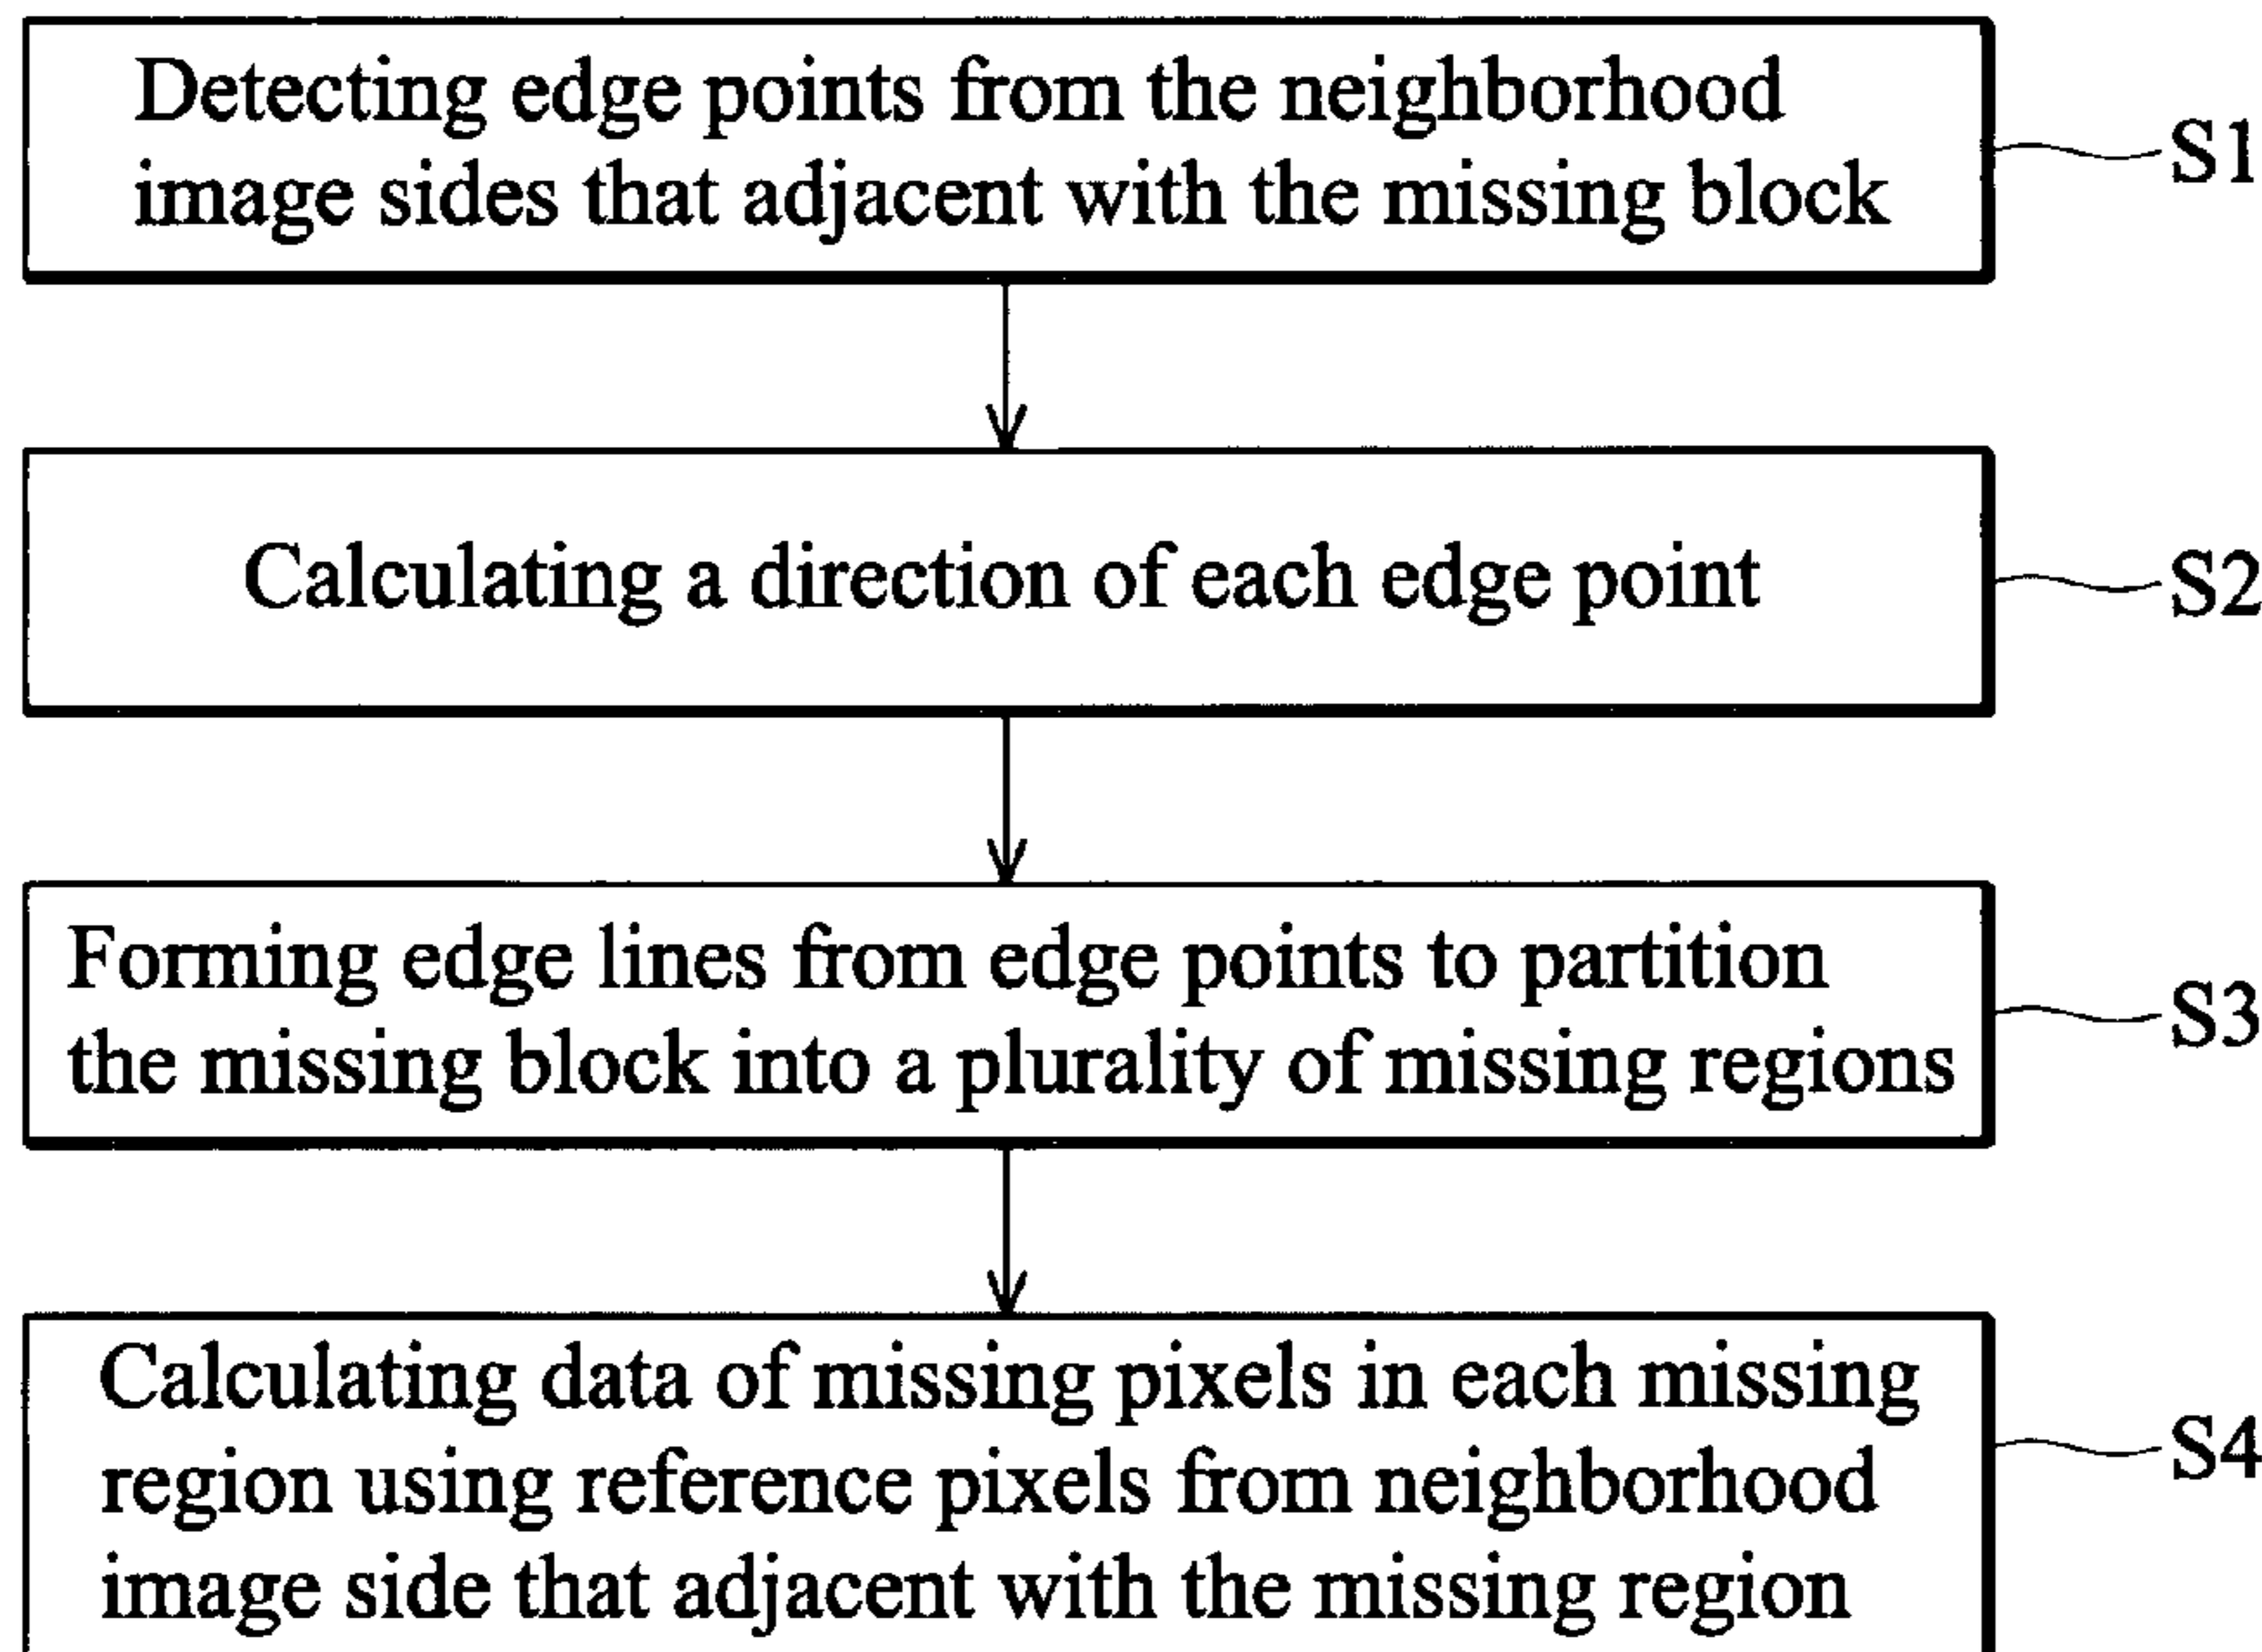 Detecting edge points from the neighborhood
image sides that adjacent with the missing block
S1
Calculating a direction of each edge point
S2
Forming edge lines from edge points to partition
the missing block into a plurality of missing regions
S3
Calculating data of missing pixels in each missing
region using reference pixels from neighborhood
image side that adjacent with the missing region
S4